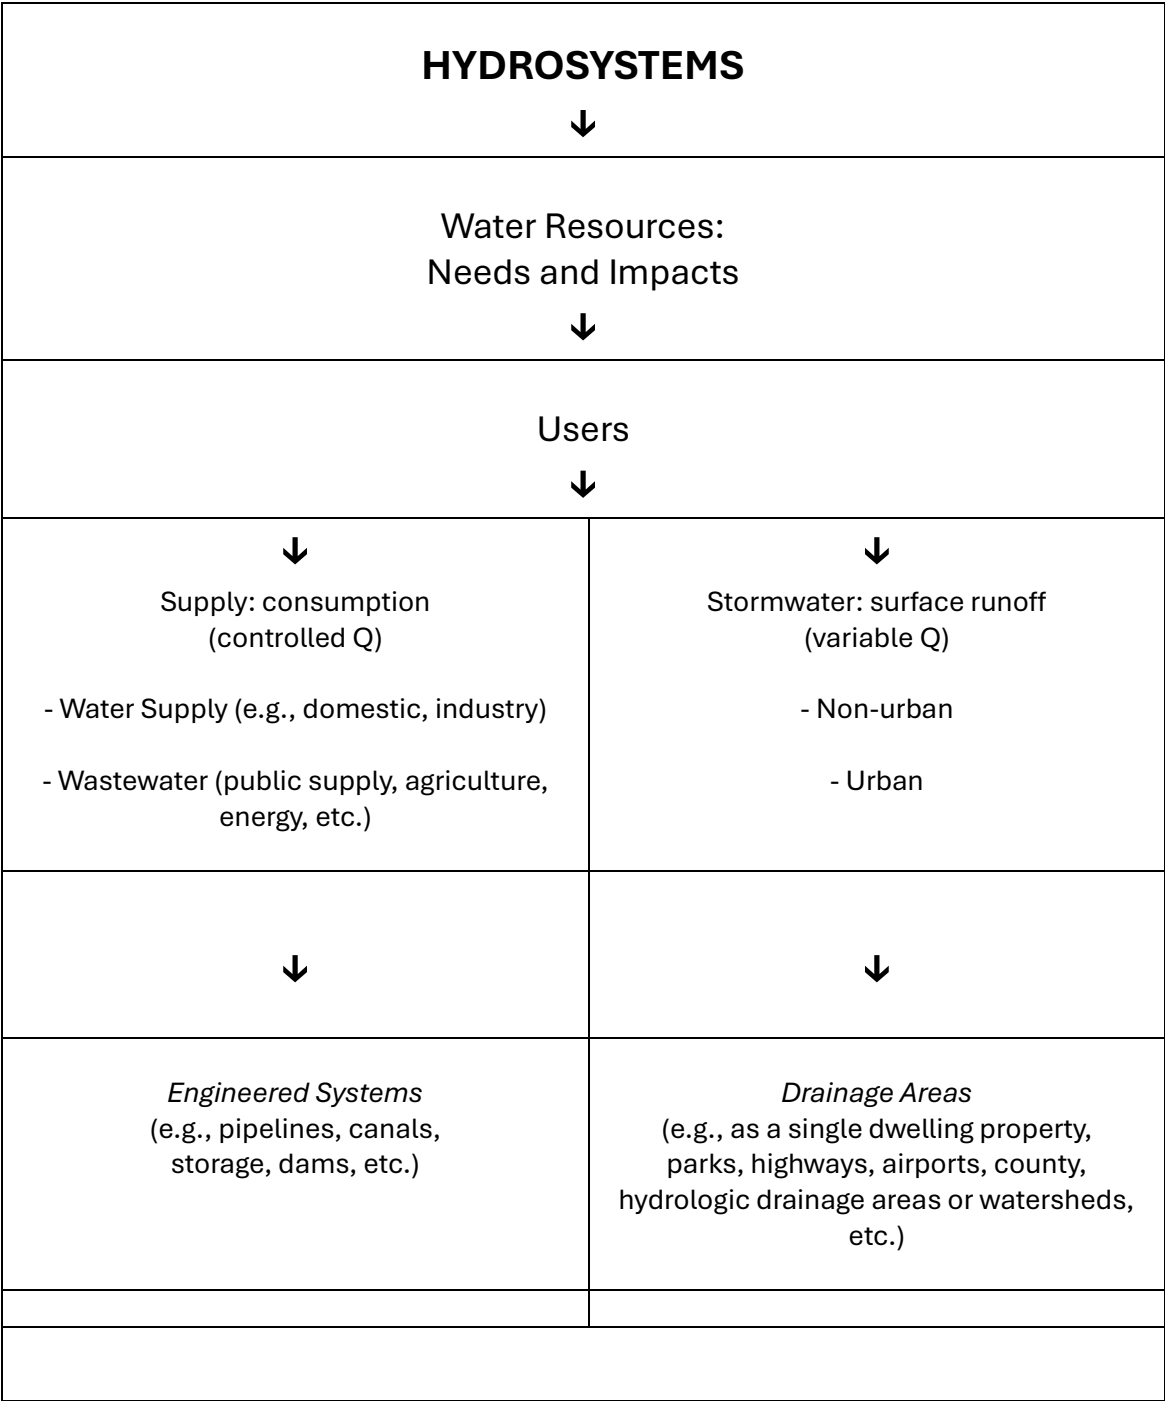 HYDROSYSTEMS
↓
Water Resources:
Needs and Impacts
↓
Users
↓
↓
Supply: consumption
(controlled Q)
- Water Supply (e.g., domestic, industry)
- Wastewater (public supply, agriculture,
energy, etc.)
↓
Stormwater: surface runoff
(variable Q)
- Non-urban
- Urban
↓
↓
Engineered Systems
(e.g., pipelines, canals,
storage, dams, etc.)
Drainage Areas
(e.g., as a single dwelling property,
parks, highways, airports, county,
hydrologic drainage areas or watersheds,
etc.)